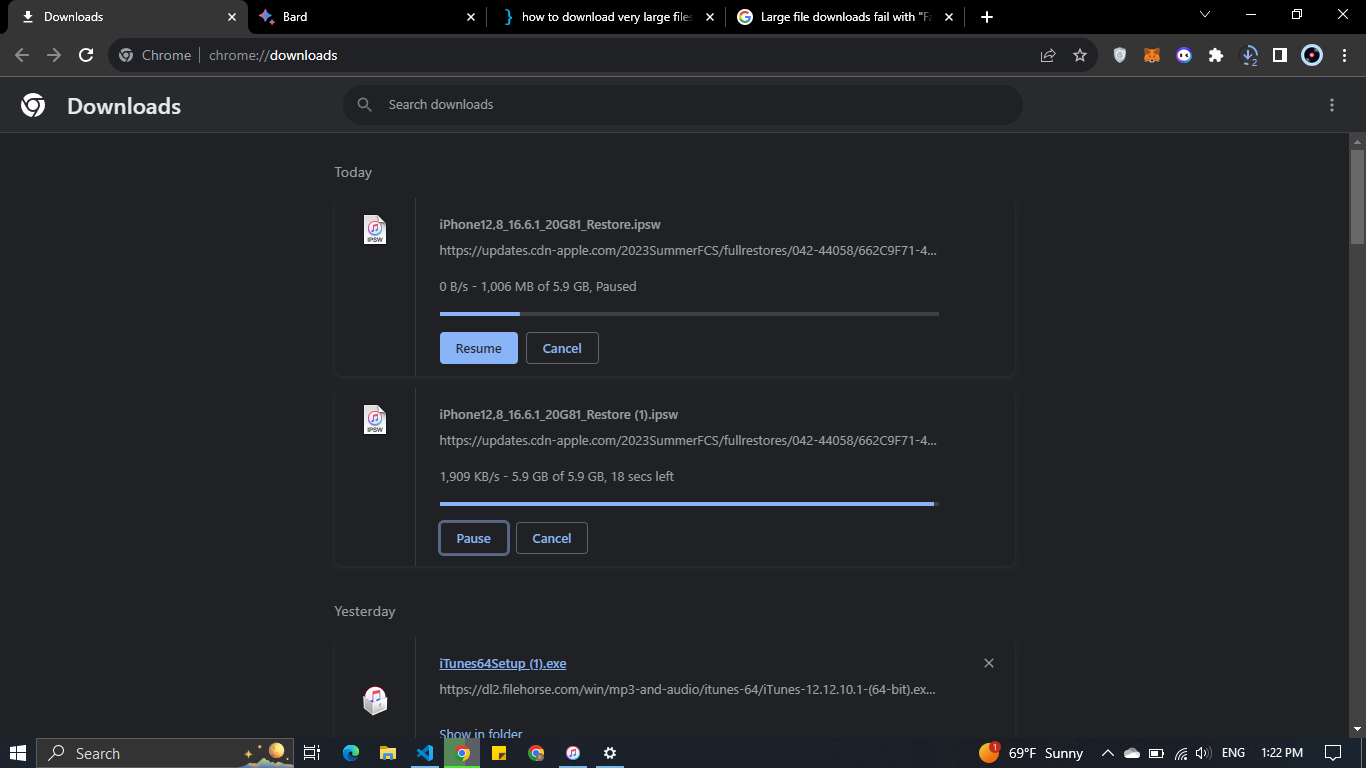 Downloads
Bard
how to download very large files
Large file downloads fail with "Fa
Chrome
chrome://downloads
2
Downloads
Search downloads
Today
IPSW
iPhone12,8_16.6.1_20G81_Restore.ipsw
https://updates.cdn-apple.com/2023SummerFCS/fullrestores/042-44058/662C9F71-4...
0 B/s - 1,006 MB of 5.9 GB, Paused
Resume
Cancel
IPSW
iPhone12,8_16.6.1_20G81_Restore (1).ipsw
https://updates.cdn-apple.com/2023SummerFCS/fullrestores/042-44058/662C9F71-4...
1,909 KB/s - 5.9 GB of 5.9 GB, 18 secs left
Pause
Cancel
Yesterday
iTunes64Setup (1).exe
https://dl2.filehorse.com/win/mp3-and-audio/itunes-64/iTunes-12.12.10.1-(64-bit).ex...
Show in folder
Search
1
69°F Sunny
ENG
1:22 PM